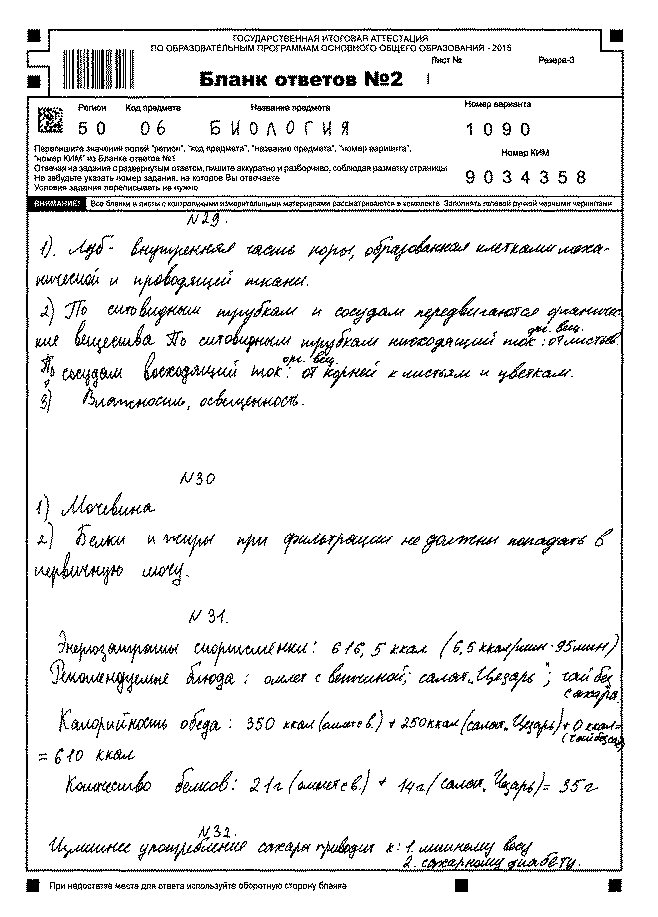 ГОСУДАРСТВЕННАЯ ИТОГОВАЯ АТТЕСТАЦИЯ
ПО ОБРАЗОВАТЕЛЬНЫМ ПРОГРАММАМ ОСНОВНОГО ОБЩЕГО ОБРАЗОВАНИЯ - 2015
Лист № Резерв-3
Бланк ответов №2
Регион Код предмета Название предмета Номер варианта
50 06 БИОЛОГИЯ 1090
Перепишите значения полей "регион", "код предмета", "название предмета", "номер варианта",
"номер КИМ" из Бланка ответов №1
Номер КИМ
Отвечая на задания с развернутым ответом, пишите аккуратно и разборчиво, соблюдая разметку страницы
Не забудьте указать номер задания, на которое Вы отвечаете
9034358
Условия задания переписывать не нужно
ВНИМАНИЕ! Все бланки и листы с контрольными измерительными материалами рассматриваются в комплекте Заполнять гелевой ручкой черными чернилами
N29.
1). Луб - внутренняя часть коры, образованная клетками меха-
нической и проводящей ткани.
2) По ситовидным трубкам и сосудам передвигаются органичес-
кие вещества По ситовидным трубкам нисходящий ток: орг. вещ. от листьев.
По сосудам восходящий ток: орг. вещ. от корней к листьям и цветкам.
3) Влажность, освещенность.
N30
1) Мочевина
2) Белки и жиры при фильтрации не должны попадать в
первичную мочу.
N31.
Энергозатраты спортсменки: 616,5 ккал (6,5 ккал/мин · 95мин)
Рекомендуемые блюда: омлет с ветчиной; салат „Цезарь"; чай без
сахара.
Калорийность обеда: 350 ккал (омлет с в.) + 250ккал (салат „Цезарь) + 0 ккал=
(чай без сах)
= 610 ккал
Количество белков: 21г (омлет с в.) + 14г (салат „Цезарь)= 35г
N32.
Излишнее употребление сахара приводит к: 1. лишнему весу
2. сахарному диабету.
При недостатке места для ответа используйте оборотную сторону бланка